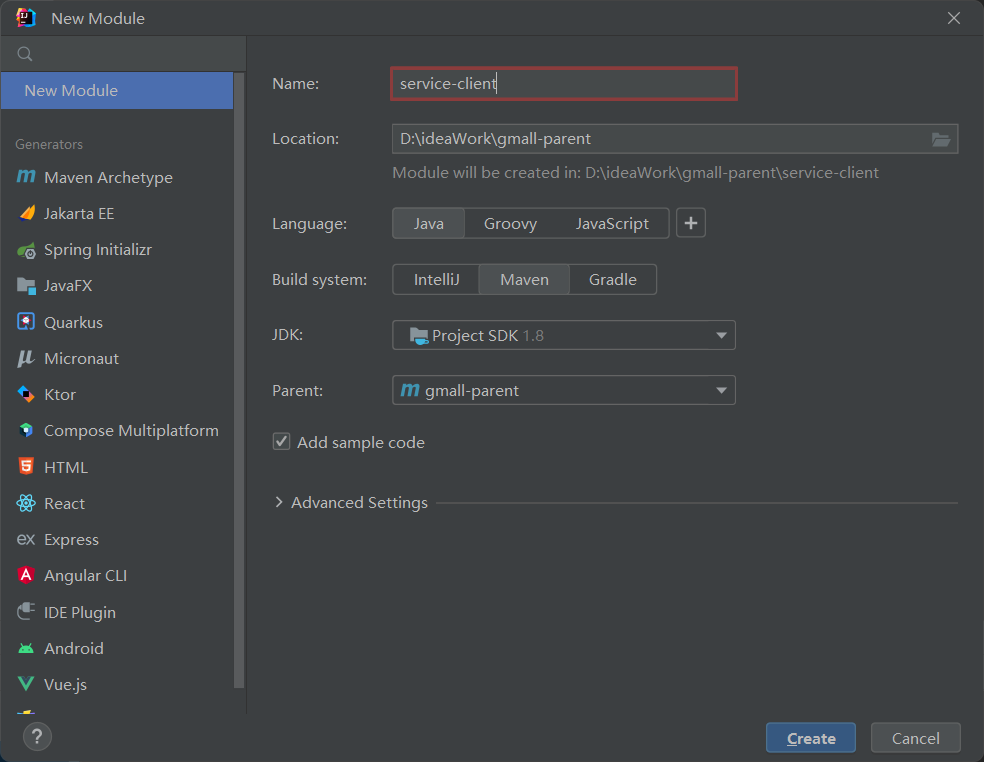 New Module
New Module
Generators
Maven Archetype
Jakarta EE
Spring Initializr
JavaFX
Quarkus
Micronaut
Ktor
Compose Multiplatform
HTML
React
ex Express
Angular CLI
IDE Plugin
Android
Vue.js
Name: service-client
Location: D:\ideaWork\gmall-parent
Module will be created in: D:\ideaWork\gmall-parent\service-client
Language: Java Groovy JavaScript +
Build system: IntelliJ Maven Gradle
JDK: Project SDK 1.8
Parent: m gmall-parent
Add sample code
Advanced Settings
? Create Cancel